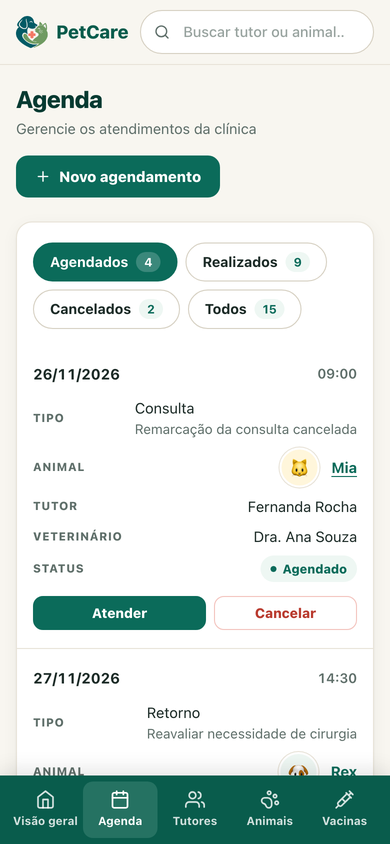 PetCare
Buscar tutor ou animal..
Agenda
Gerencie os atendimentos da clínica
+ Novo agendamento
Agendados 4
Realizados 9
Cancelados 2
Todos 15
26/11/2026 09:00
TIPO Consulta
Remarcação da consulta cancelada
ANIMAL Mia
TUTOR Fernanda Rocha
VETERINÁRIO Dra. Ana Souza
STATUS Agendado
Atender Cancelar
27/11/2026 14:30
TIPO Retorno
Reavaliar necessidade de cirurgia
ANIMAL Rex
Visão geral Agenda Tutores Animais Vacinas